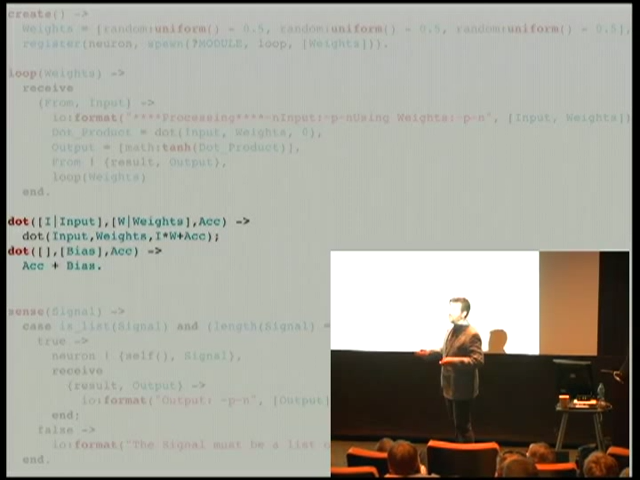 create() ->
Weights = [random:uniform() - 0.5, random:uniform() - 0.5, random:uniform() - 0.5],
register(neuron, spawn(?MODULE, loop, [Weights])).
loop(Weights) ->
receive
{From, Input} ->
io:format("****Processing****~nInput:~p~nUsing Weights:~p~n", [Input, Weights])
Dot_Product = dot(Input, Weights, 0),
Output = [math:tanh(Dot_Product)],
From ! {result, Output},
loop(Weights)
end.
dot([I|Input],[W|Weights],Acc) ->
dot(Input,Weights,I*W+Acc);
dot([],[Bias],Acc) ->
Acc + Bias.
sense(Signal) ->
case is_list(Signal) and (length(Signal) =
true ->
neuron ! {self(), Signal},
receive
{result, Output} ->
io:format("Output: ~p~n", [Output]
end;
false ->
io:format("The Signal must be a list
end.